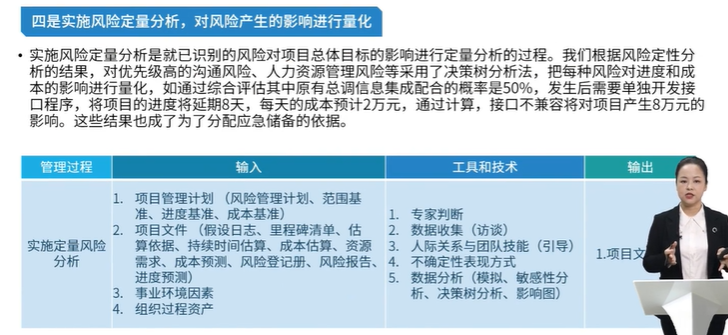 四是实施风险定量分析，对风险产生的影响进行量化
• 实施风险定量分析是就已识别的风险对项目总体目标的影响进行定量分析的过程。我们根据风险定性分
析的结果，对优先级高的沟通风险、人力资源管理风险等采用了决策树分析法，把每种风险对进度和成
本的影响进行量化，如通过综合评估其中原有总调信息集成配合的概率是50%，发生后需要单独开发接
口程序，将项目的进度将延期8天，每天的成本预计2万元，通过计算，接口不兼容将对项目产生8万元的
影响。这些结果也成了为了分配应急储备的依据。
管理过程 输入 工具和技术 输出
实施定量风险
分析
1. 项目管理计划 （风险管理计划、范围基
准、进度基准、成本基准）
2. 项目文件 （假设日志、里程碑清单、估
算依据、持续时间估算、成本估算、资源
需求、成本预测、风险登记册、风险报告、
进度预测）
3. 事业环境因素
4. 组织过程资产
1. 专家判断
2. 数据收集（访谈）
3. 人际关系与团队技能（引导）
4. 不确定性表现方式
5. 数据分析（模拟、敏感性分
析、决策树分析、影响图）
1.项目文